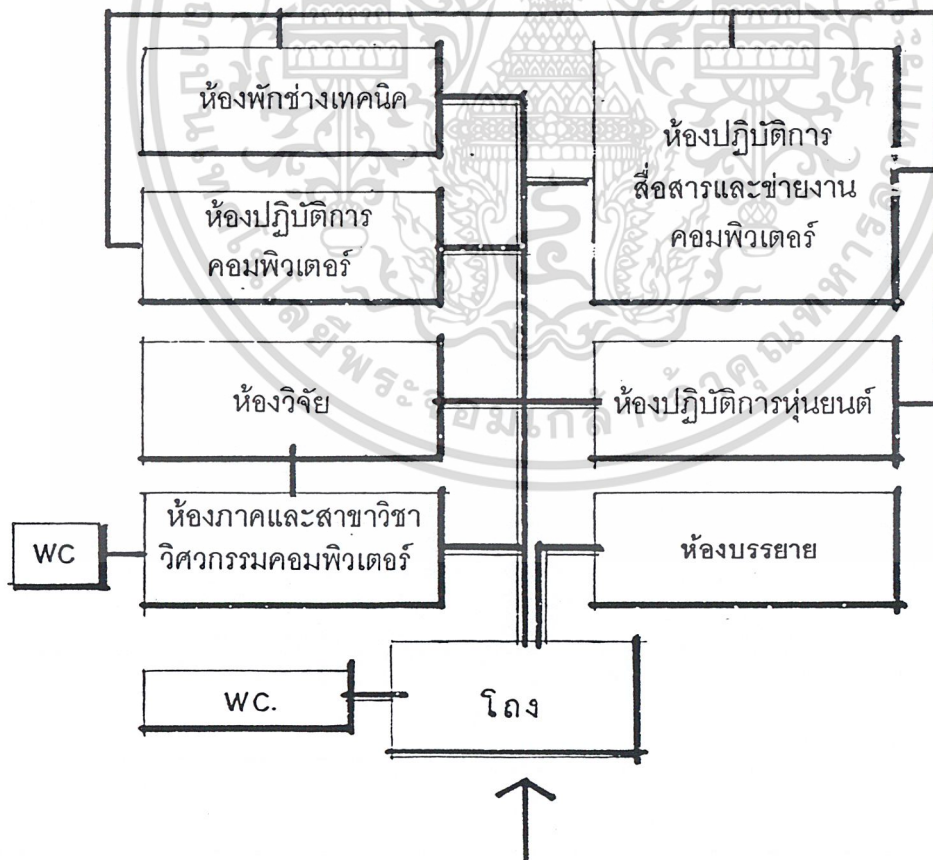 ห้องพักช่างเทคนิค
ห้องปฏิบัติการ
สื่อสารและข่ายงาน
คอมพิวเตอร์
ห้องปฏิบัติการ
คอมพิวเตอร์
ห้องวิจัย
ห้องปฏิบัติการหุ่นยนต์
WC
ห้องภาคและสาขาวิชา
วิศวกรรมคอมพิวเตอร์
ห้องบรรยาย
WC.
โถง